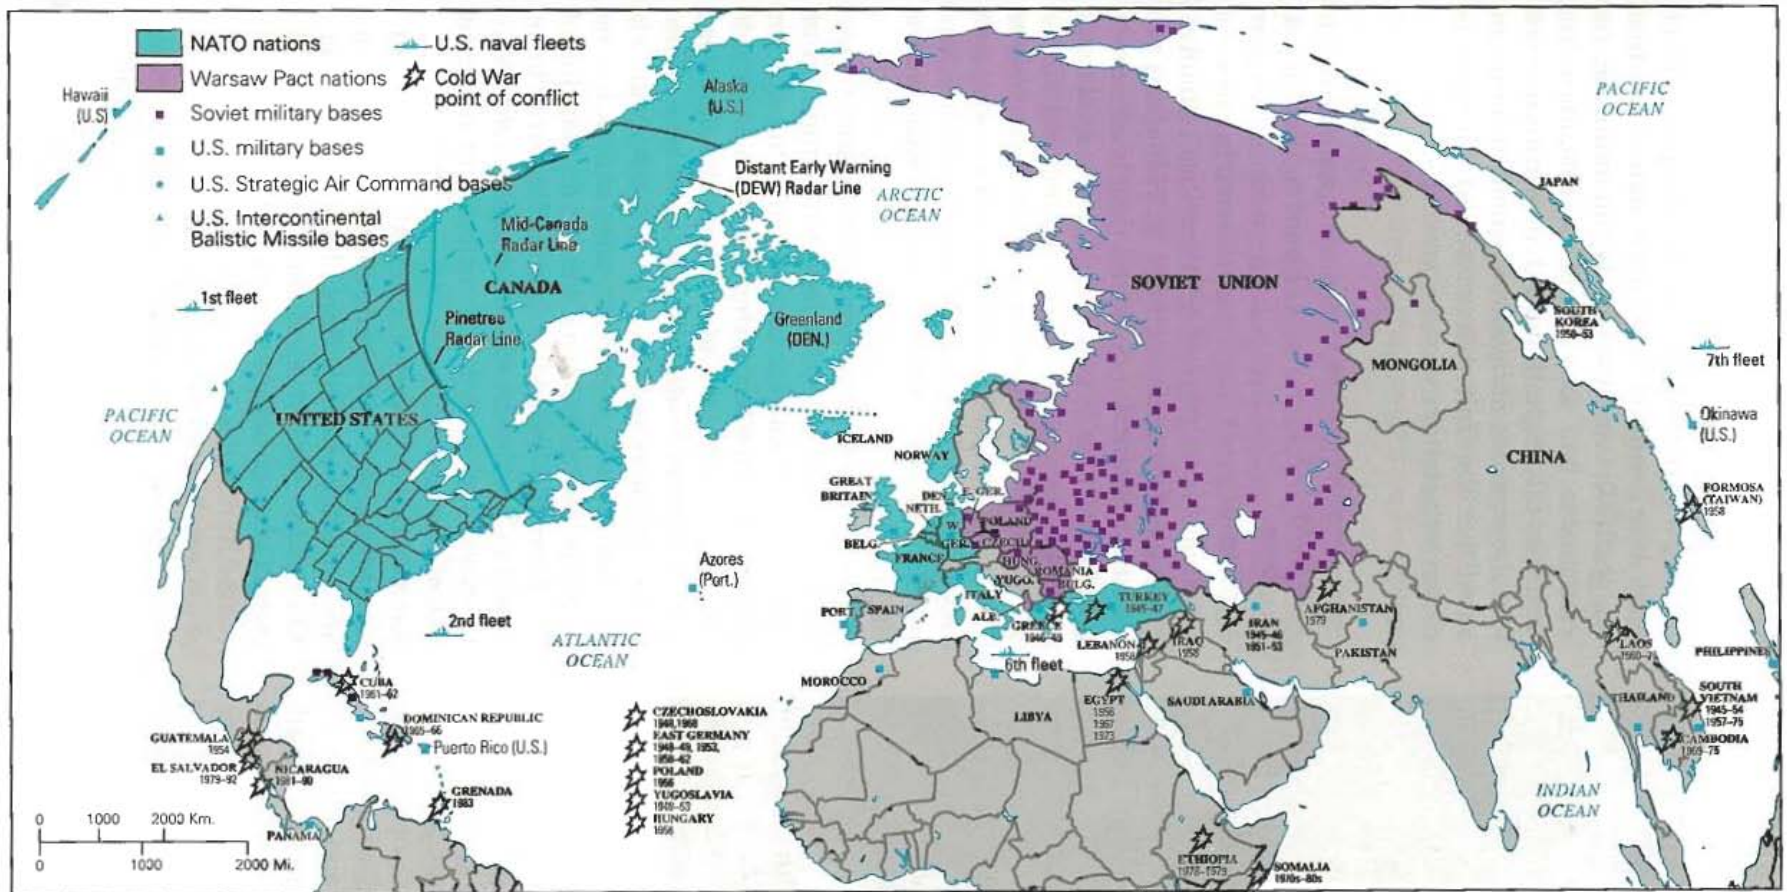 NATO nations
Warsaw Pact nations
Soviet military bases
U.S. military bases
U.S. Strategic Air Command bases
U.S. Intercontinental
Balistic Missile bases
U.S. naval fleets
Cold War
point of conflict
Hawaii
(U.S)
Alaska
(U.S.)
Distant Early Warning
(DEW) Radar Line
Mid-Canada
Radar Line
CANADA
Pinetree
Radar Line
Greenland
(DEN.)
ARCTIC
OCEAN
PACIFIC
OCEAN
JAPAN
SOVIET UNION
1st fleet
PACIFIC
OCEAN
UNITED STATES
SOUTH
KOREA
1950–53
MONGOLIA
7th fleet
Okinawa
(U.S.)
CHINA
FORMOSA
(TAIWAN)
1958
ICELAND
NORWAY
GREAT
BRITAIN
DEN.
NETH.
E. GER.
W.
GER.
POLAND
BELG.
FRANCE
CZECH.
HUNG.
ROMANIA
YUGO.
BULG.
ITALY
ALB.
PORT.
SPAIN
GREECE
1946–49
TURKEY
1945–47
Azores
(Port.)
2nd fleet
ATLANTIC
OCEAN
6th fleet
LEBANON
1958
IRAQ
1958
IRAN
1945–46
1951–53
AFGHANISTAN
1979
PAKISTAN
LAOS
PHILIPPINES
MOROCCO
LIBYA
EGYPT
1956
1967
1973
SAUDI ARABIA
THAILAND
SOUTH
VIETNAM
1945–54
1957–75
CAMBODIA
CUBA
1961–62
DOMINICAN REPUBLIC
1965–66
Puerto Rico (U.S.)
GUATEMALA
1954
EL SALVADOR
1979–92
NICARAGUA
1981–90
GRENADA
1983
PANAMA
CZECHOSLOVAKIA
1948, 1968
EAST GERMANY
1948–49, 1953,
POLAND
1956
YUGOSLAVIA
HUNGARY
1956
INDIAN
OCEAN
ETHIOPIA
SOMALIA
1970s–80s
0 1000 2000 Km.
0 1000 2000 Mi.